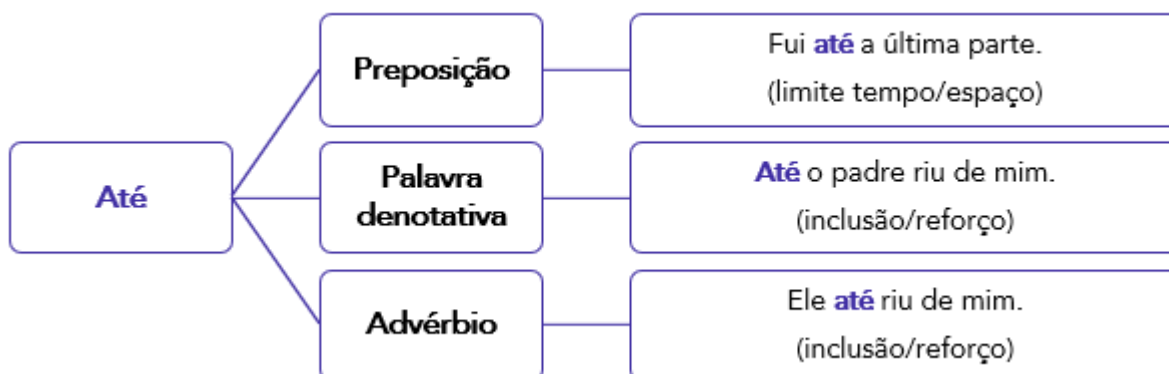 Até
Preposição
Fui até a última parte.
(limite tempo/espaço)
Palavra
denotativa
Até o padre riu de mim.
(inclusão/reforço)
Advérbio
Ele até riu de mim.
(inclusão/reforço)